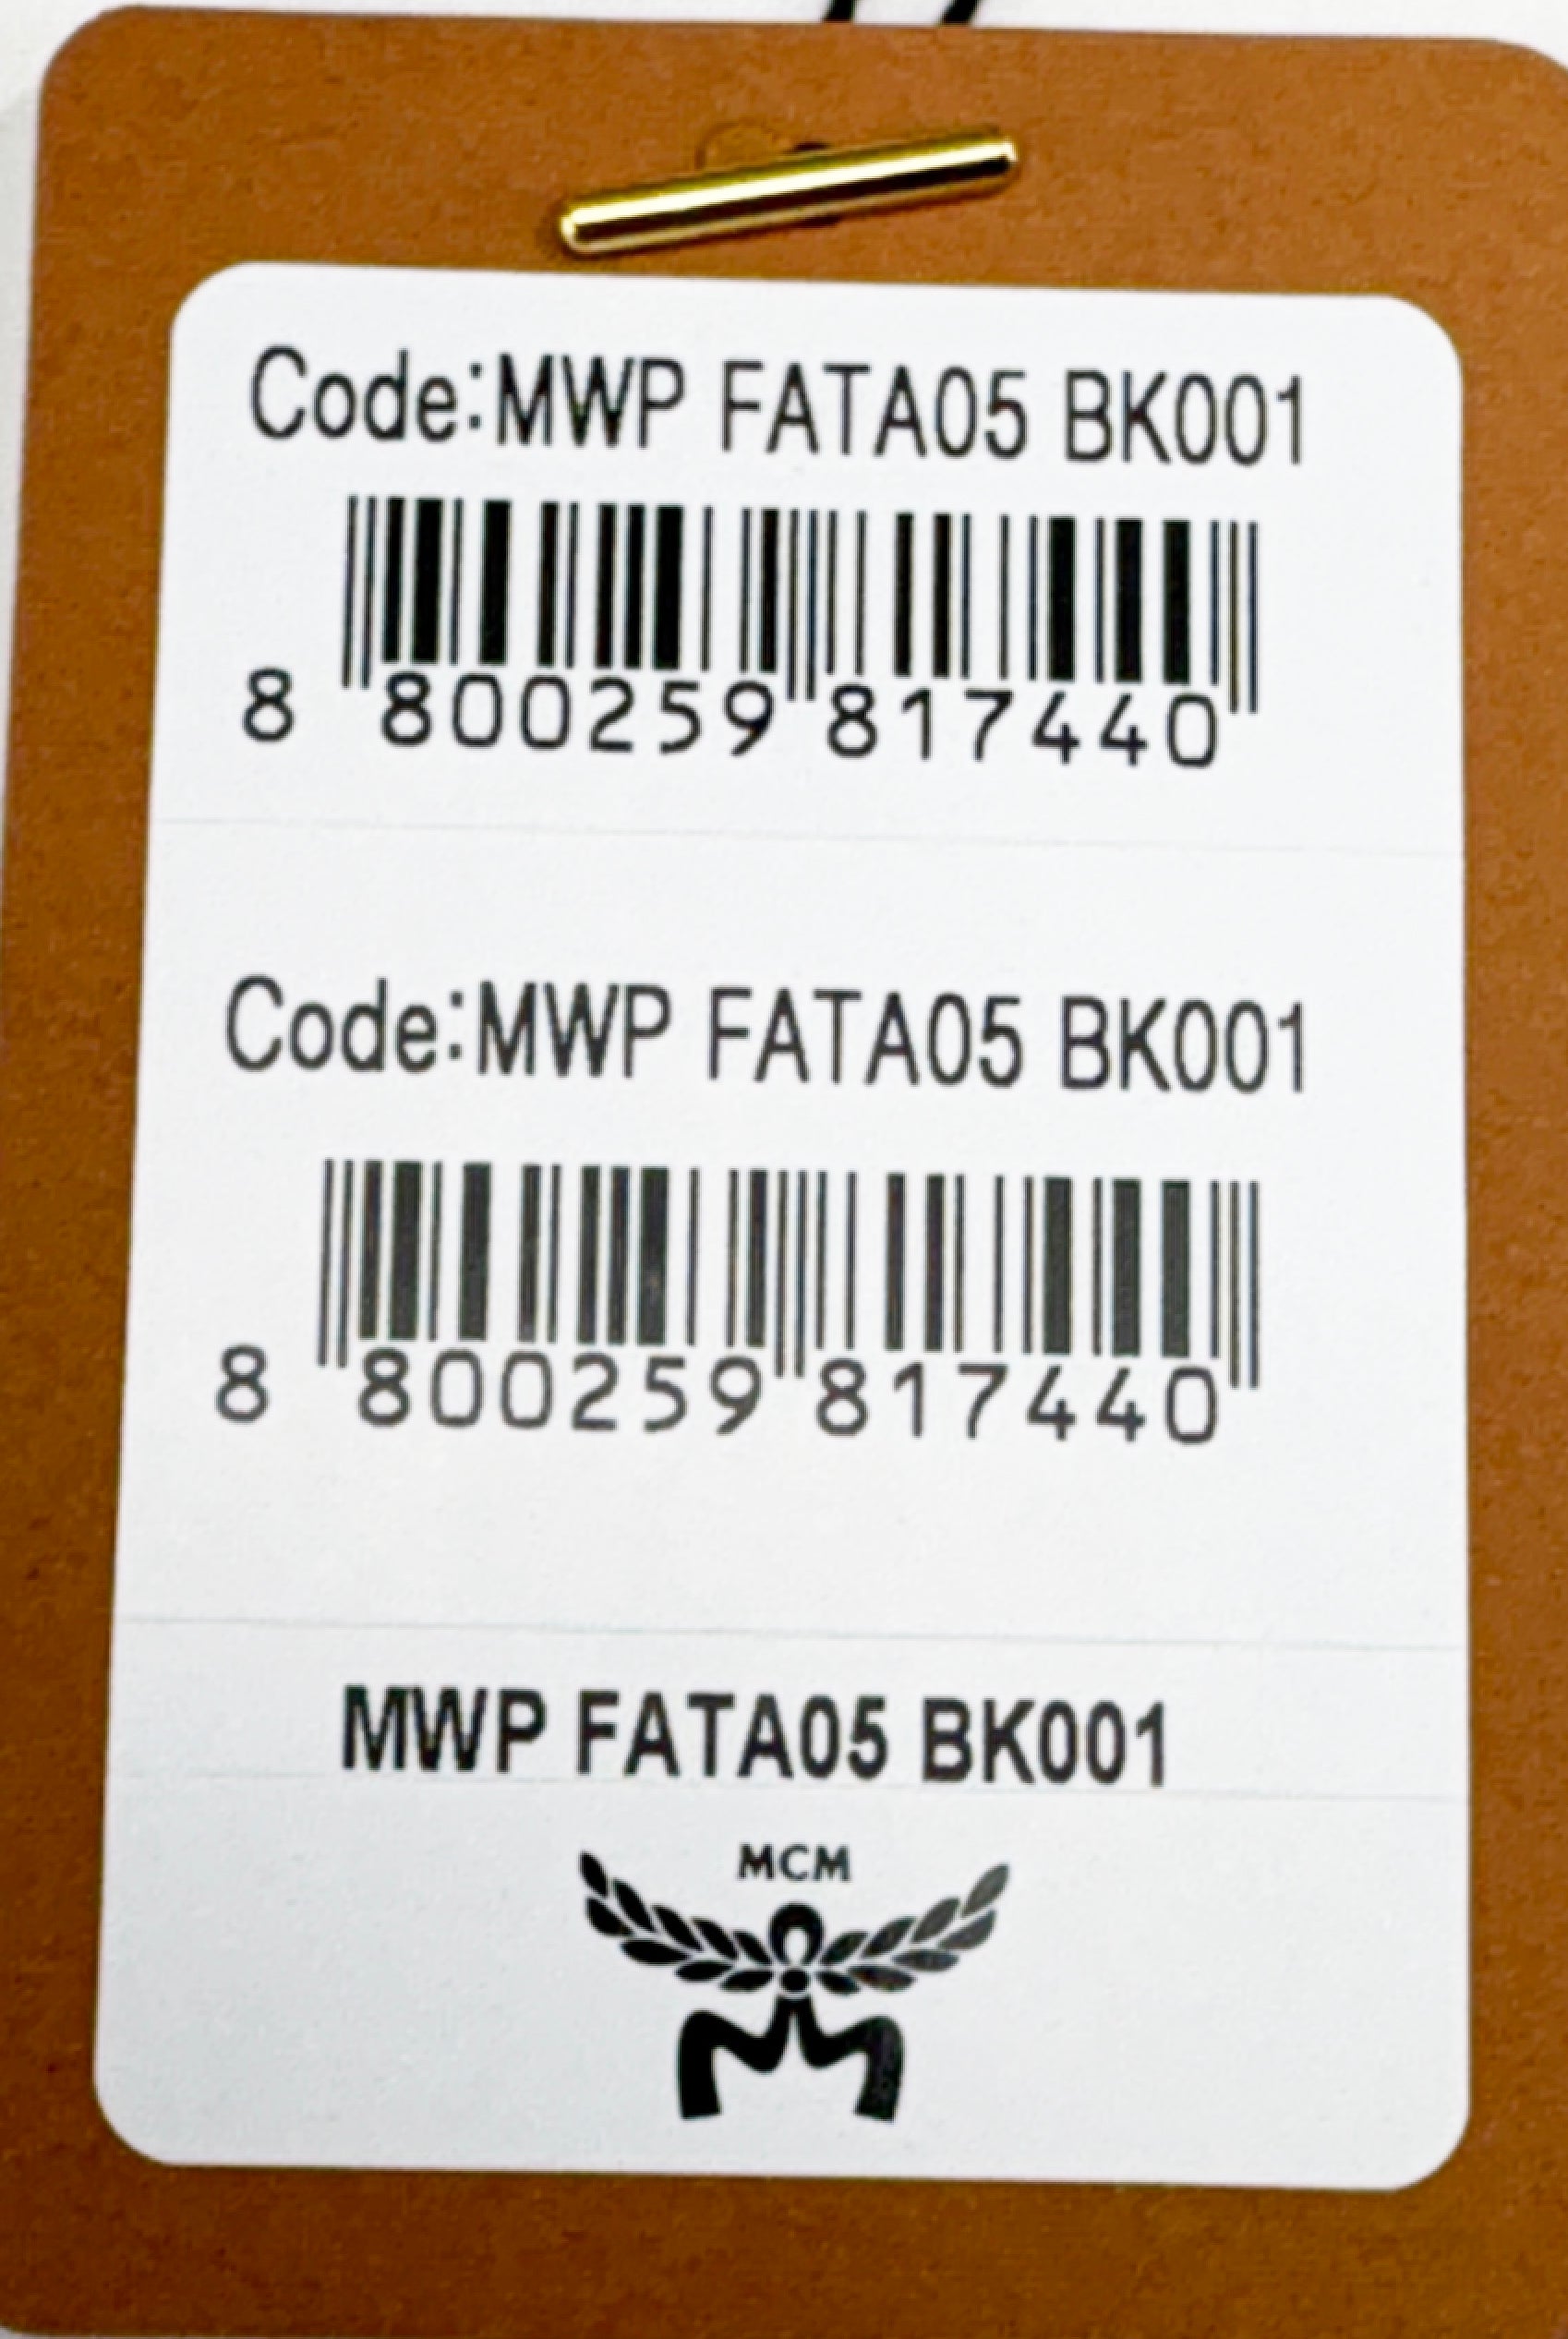 Code:MWP FATA05 BK001
8 800259 817440
Code:MWP FATA05 BK001
8 800259 817440
MWP FATA05 BK001
MCM